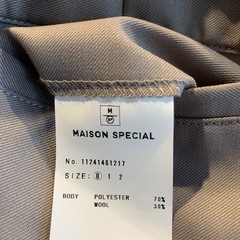 M
MAISON SPECIAL
No. 11241461217
SIZE: 0 1 2
BODY POLYESTER 70%
WOOL 30%